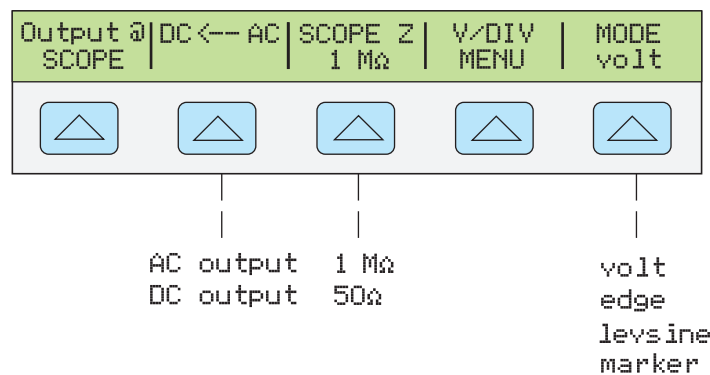 Output @ DC <-- AC SCOPE Z V/DIV MODE
SCOPE 1 MΩ MENU volt
AC output 1 MΩ volt
DC output 50Ω edge
levsine
marker